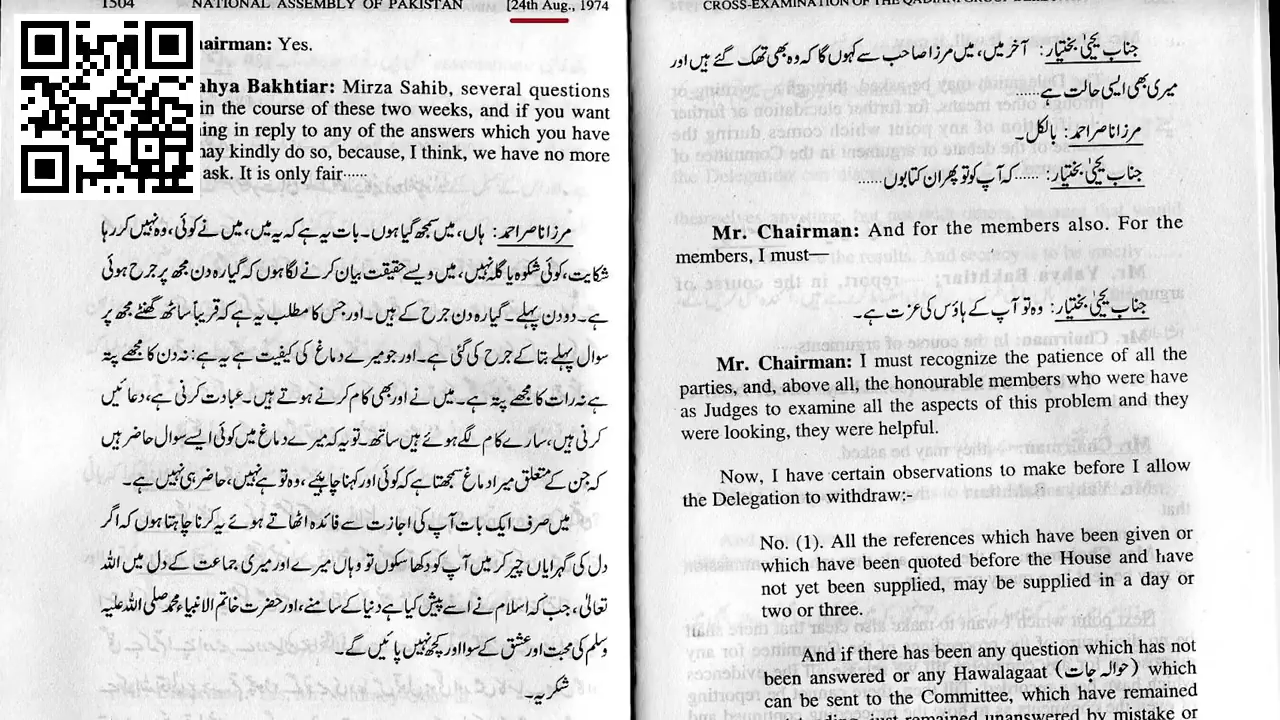 1504 NATIONAL ASSEMBLY OF PAKISTAN [24th Aug., 1974
hairman: Yes.
ahya Bakhtiar: Mirza Sahib, several questions
in the course of these two weeks, and if you want
ing in reply to any of the answers which you have
may kindly do so, because, I think, we have no more
ask. It is only fair······
مرزا ناصر احمد: ہاں، میں سمجھ گیا ہوں۔ بات یہ ہے کہ یہ میں، میں نے کوئی، وہ نہیں کر رہا
شکایت، کوئی شکوہ یا گلہ نہیں، میں ویسے حقیقت بیان کرنے لگا ہوں کہ گیارہ دن مجھ پر جرح ہوئی
ہے۔ دو دن پہلے۔ گیارہ دن جرح کے ہیں۔ اور جس کا مطلب یہ ہے کہ قریباً ساٹھ گھنٹے مجھ پر
سوال پہلے بتا کے جرح کی گئی ہے۔ اور جو میرے دماغ کی کیفیت ہے یہ ہے: نہ دن کا مجھے پتہ
ہے نہ رات کا مجھے پتہ ہے۔ میں نے اور بھی کام کرنے ہوتے ہیں۔ عبادت کرنی ہے، دعائیں
کرنی ہیں، سارے کام لگے ہوئے ہیں ساتھ۔ تو یہ کہ میرے دماغ میں کوئی ایسے سوال حاضر ہیں
کہ جن کے متعلق میرا دماغ سمجھتا ہے کہ کوئی اور کہنا چاہیئے، وہ تو ہے نہیں، حاضر ہی نہیں ہے۔
میں صرف ایک بات آپ کی اجازت سے فائدہ اٹھاتے ہوئے یہ کرنا چاہتا ہوں کہ اگر
دل کی گہرایاں چیر کر میں آپ کو دکھا سکوں تو وہاں میرے اور میری جماعت کے دل میں اللہ
تعالیٰ، جب کہ اسلام نے اسے پیش کیا ہے دنیا کے سامنے، اور حضرت خاتم الانبیاء محمد صلی اللہ علیہ
وسلم کی محبت اور عشق کے سوا اور کچھ نہیں پائیں گے۔
شکریہ۔
CROSS-EXAMINATION OF THE QADIANI GROUP
جناب یحییٰ بختیار: آخر میں، میں مرزا صاحب سے کہوں گا کہ وہ بھی تھک گئے ہیں اور
میری بھی ایسی حالت ہے······
مرزا ناصر احمد: بالکل۔
جناب یحییٰ بختیار: ······کہ آپ کو تو پھر ان کتابوں······
Mr. Chairman: And for the members also. For the
members, I must—
جناب یحییٰ بختیار: وہ تو آپ کے ہاؤس کی عزت ہے۔
Mr. Chairman: I must recognize the patience of all the
parties, and, above all, the honourable members who were have
as Judges to examine all the aspects of this problem and they
were looking, they were helpful.
Now, I have certain observations to make before I allow
the Delegation to withdraw:-
No. (1). All the references which have been given or
which have been quoted before the House and have
not yet been supplied, may be supplied in a day or
two or three.
And if there has been any question which has not
been answered or any Hawalagaat (حوالہ جات) which
can be sent to the Committee, which have remained
just remained unanswered by mistake or